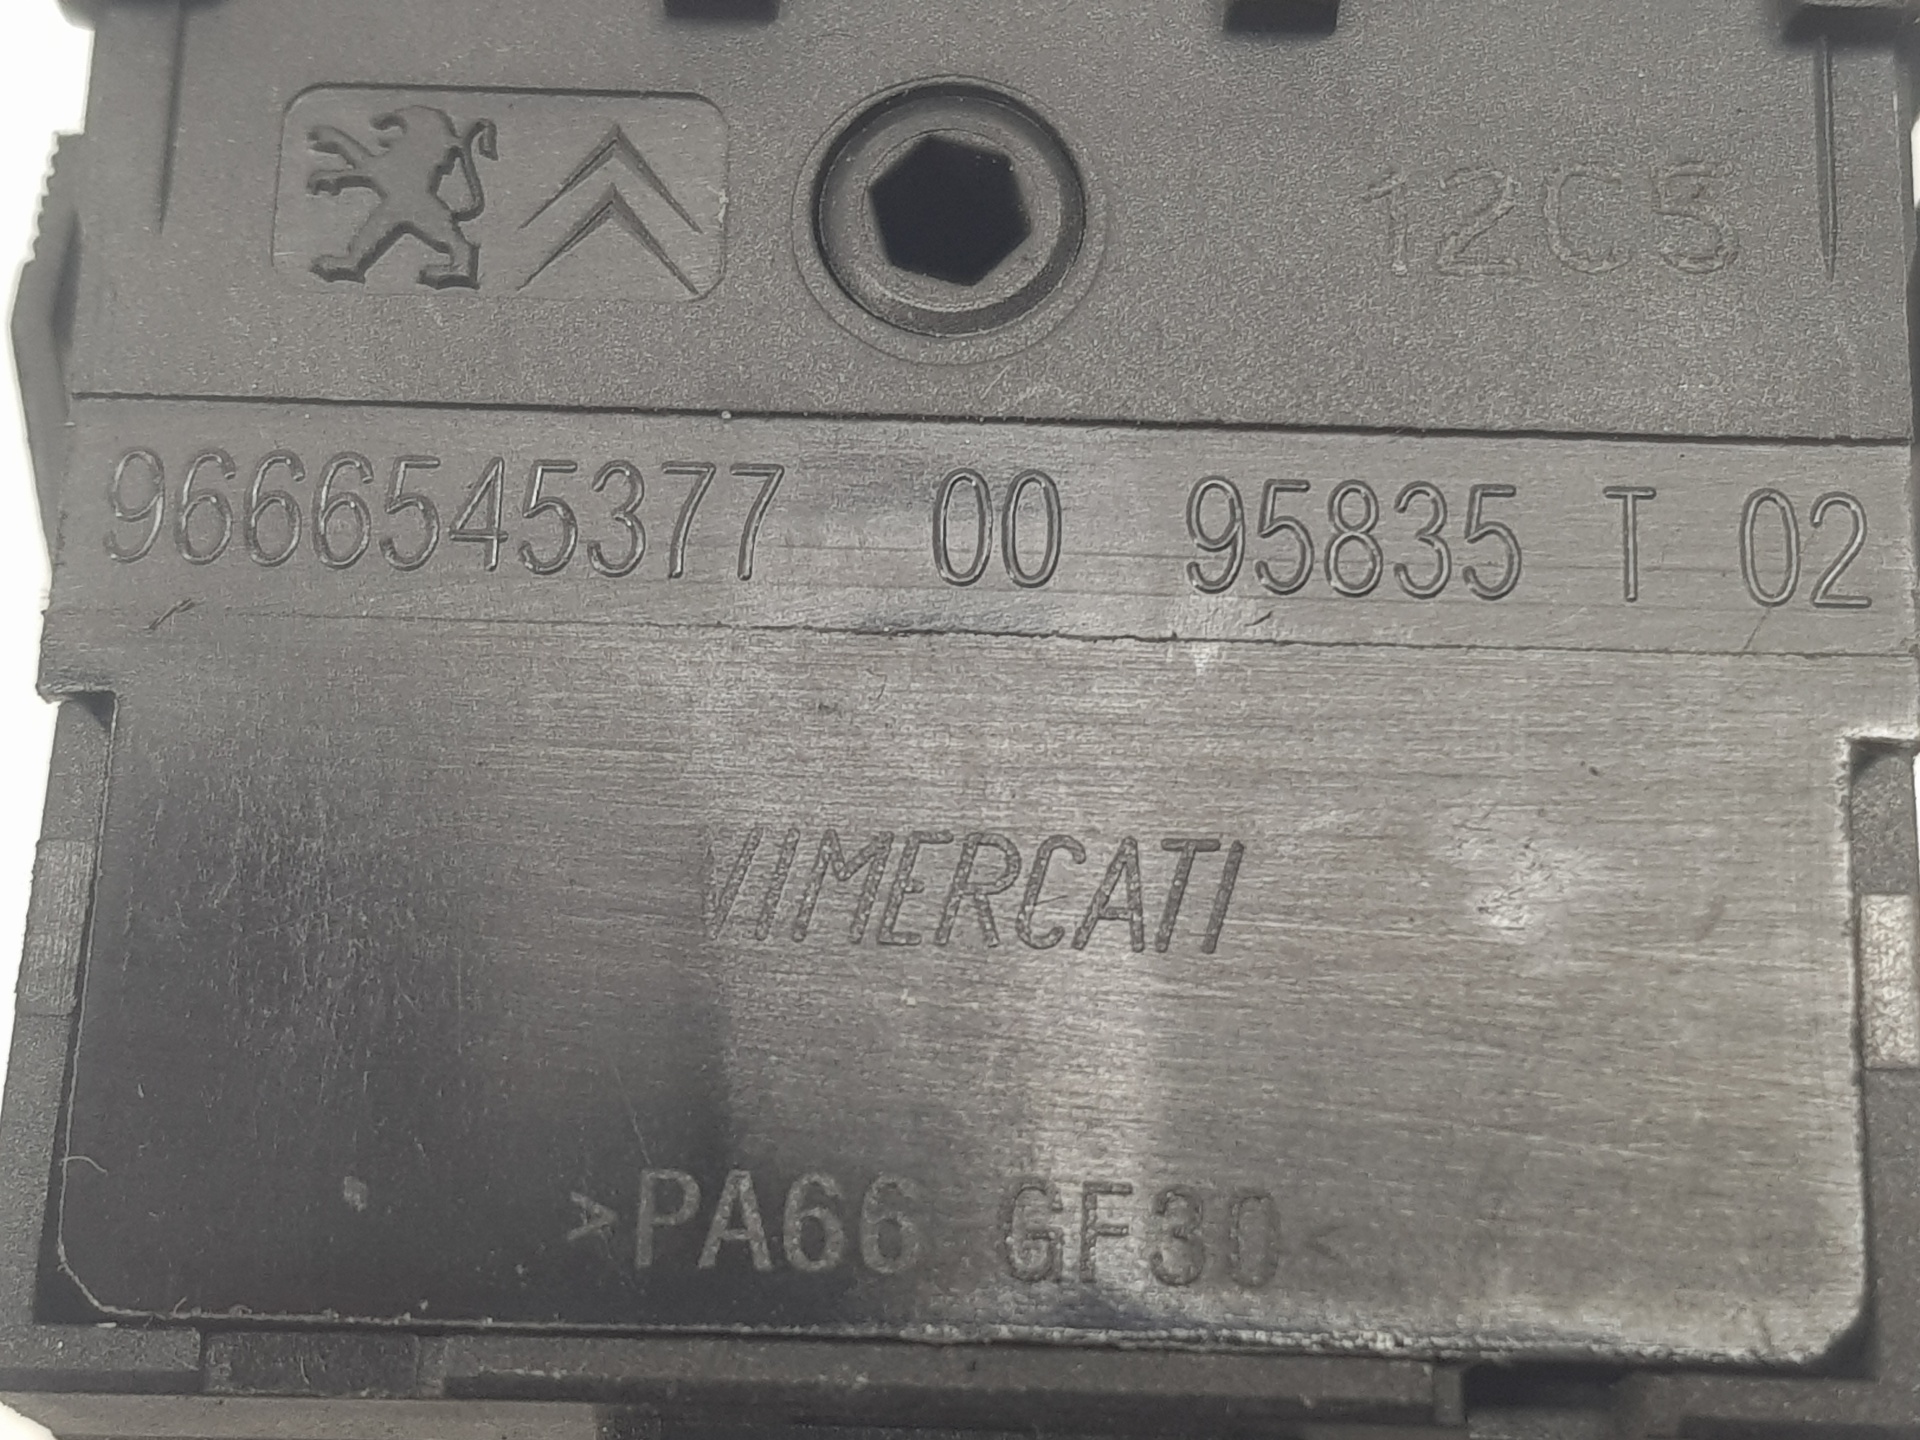 12C5
9666545377 00 95835 T 02
VIMERCATI
>PA66 GF30<